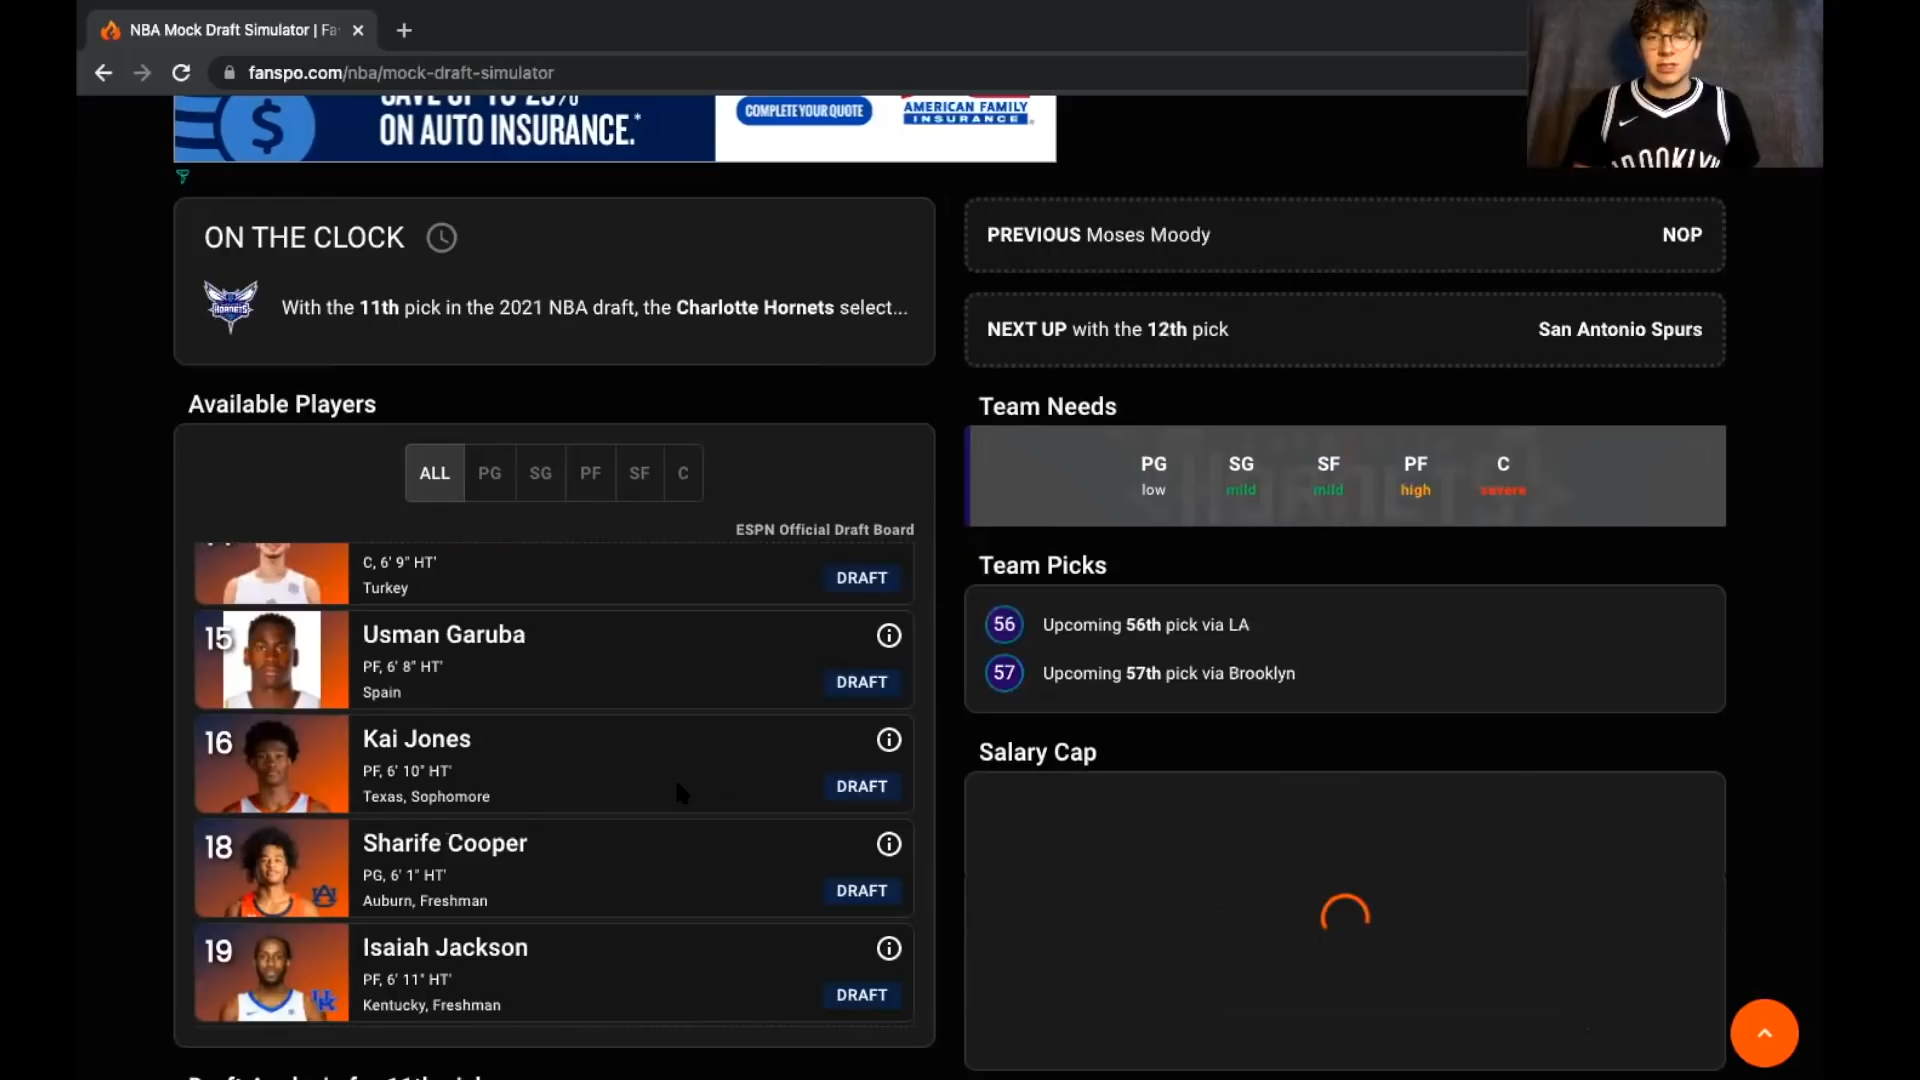 NBA Mock Draft Simulator | Fa
fanspo.com/nba/mock-draft-simulator
ON AUTO INSURANCE.*
COMPLETE YOUR QUOTE
AMERICAN FAMILY
INSURANCE
BROOKLYN
ON THE CLOCK
HORNETS
With the 11th pick in the 2021 NBA draft, the Charlotte Hornets select...
PREVIOUS Moses Moody
NOP
NEXT UP with the 12th pick
San Antonio Spurs
Available Players
ALL
PG
SG
PF
SF
C
ESPN Official Draft Board
C, 6' 9" HT'
Turkey
DRAFT
15
Usman Garuba
PF, 6' 8" HT'
Spain
DRAFT
16
Kai Jones
PF, 6' 10" HT'
Texas, Sophomore
DRAFT
18
Sharife Cooper
PG, 6' 1" HT'
Auburn, Freshman
DRAFT
19
Isaiah Jackson
PF, 6' 11" HT'
Kentucky, Freshman
DRAFT
Team Needs
PG SG SF PF C
low mild mild high severe
Team Picks
56 Upcoming 56th pick via LA
57 Upcoming 57th pick via Brooklyn
Salary Cap